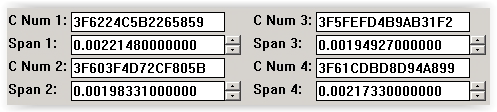 C Num 1: 3F6224C5B2265859 C Num 3: 3F5FEFD4B9AB31F2
Span 1: 0.00221480000000 Span 3: 0.00194927000000
C Num 2: 3F603F4D72CF805B C Num 4: 3F61CDBD8D94A899
Span 2: 0.00198331000000 Span 4: 0.00217330000000